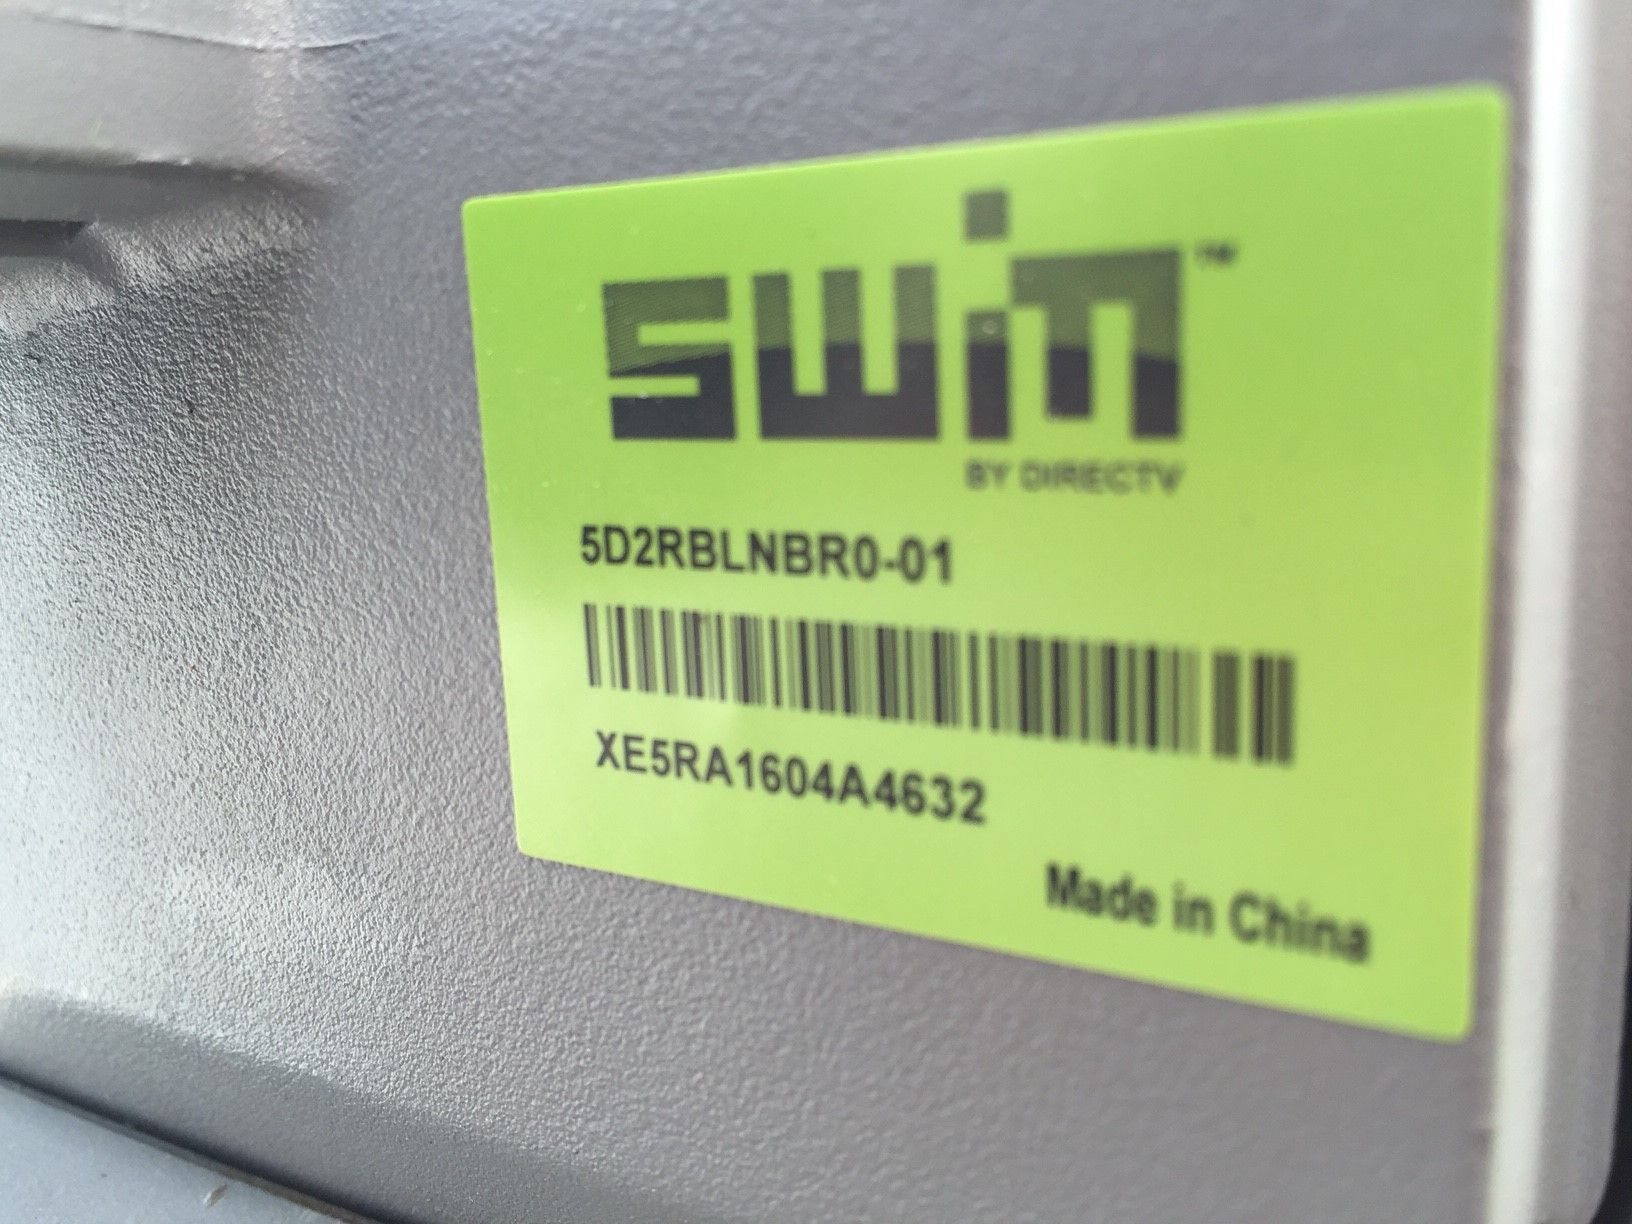 SWiM™
BY DIRECTV
5D2RBLNBR0-01
XE5RA1604A4632
Made in China